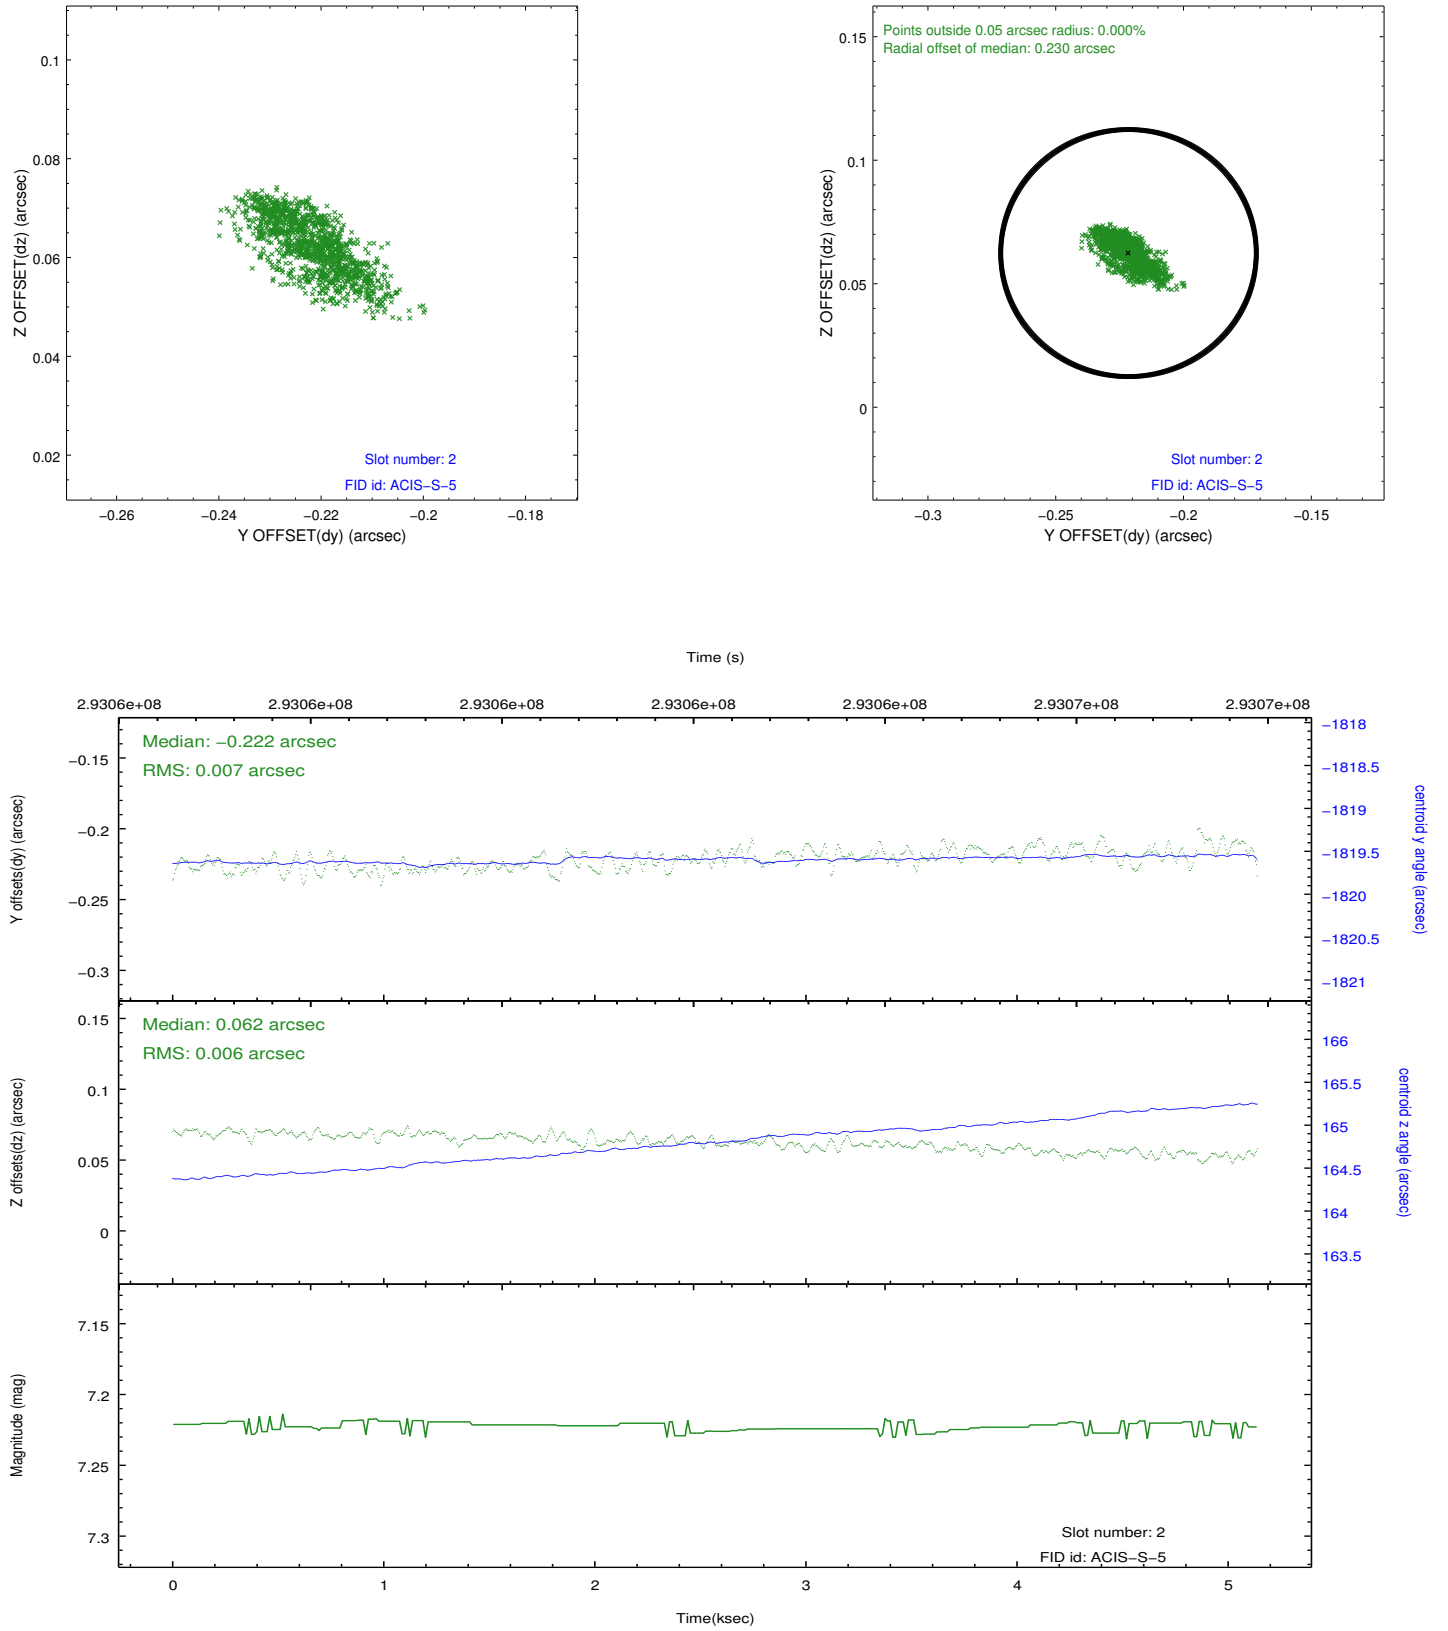 0.1
0.08
0.06
0.04
0.02
Z OFFSET(dz) (arcsec)
Slot number: 2
FID id: ACIS−S−5
−0.26 −0.24 −0.22 −0.2 −0.18
Y OFFSET(dy) (arcsec)
Points outside 0.05 arcsec radius: 0.000%
Radial offset of median: 0.230 arcsec
0.15
0.1
0.05
0
Z OFFSET(dz) (arcsec)
Slot number: 2
FID id: ACIS−S−5
−0.3 −0.25 −0.2 −0.15
Y OFFSET(dy) (arcsec)
Time (s)
2.9306e+08 2.9306e+08 2.9306e+08 2.9306e+08 2.9306e+08 2.9307e+08 2.9307e+08
Median: −0.222 arcsec
RMS: 0.007 arcsec
−0.15
−0.2
−0.25
−0.3
Y offsets(dy) (arcsec)
−1818
−1818.5
−1819
−1819.5
−1820
−1820.5
−1821
centroid y angle (arcsec)
Median: 0.062 arcsec
RMS: 0.006 arcsec
0.15
0.1
0.05
0
Z offsets(dz) (arcsec)
166
165.5
165
164.5
164
163.5
centroid z angle (arcsec)
7.15
7.2
7.25
7.3
Magnitude (mag)
Slot number: 2
FID id: ACIS−S−5
0 1 2 3 4 5
Time(ksec)